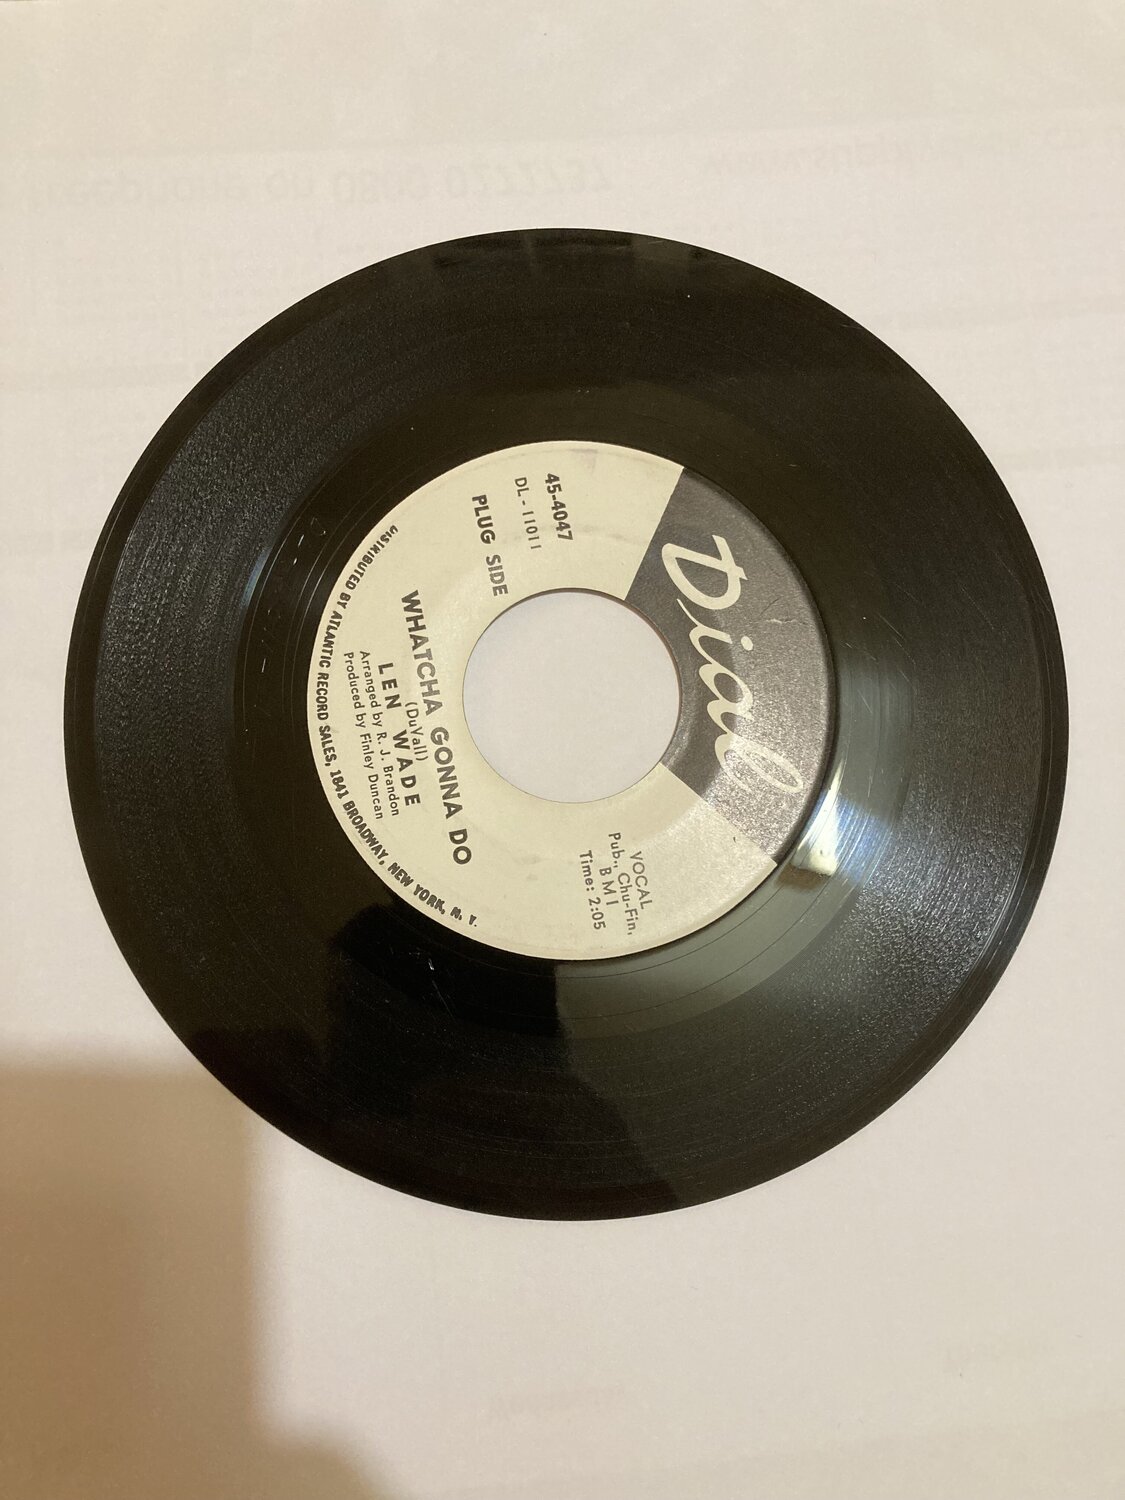 Dial
45-4047
DL-11011
PLUG SIDE
VOCAL
Pub., Chu-Fin,
BMI
Time: 2:05
WHATCHA GONNA DO
(DuVall)
LEN WADE
Arranged by R. J. Brandon
Produced by Finley Duncan
DISTRIBUTED BY ATLANTIC RECORD SALES, 1841 BROADWAY, NEW YORK, N. Y.